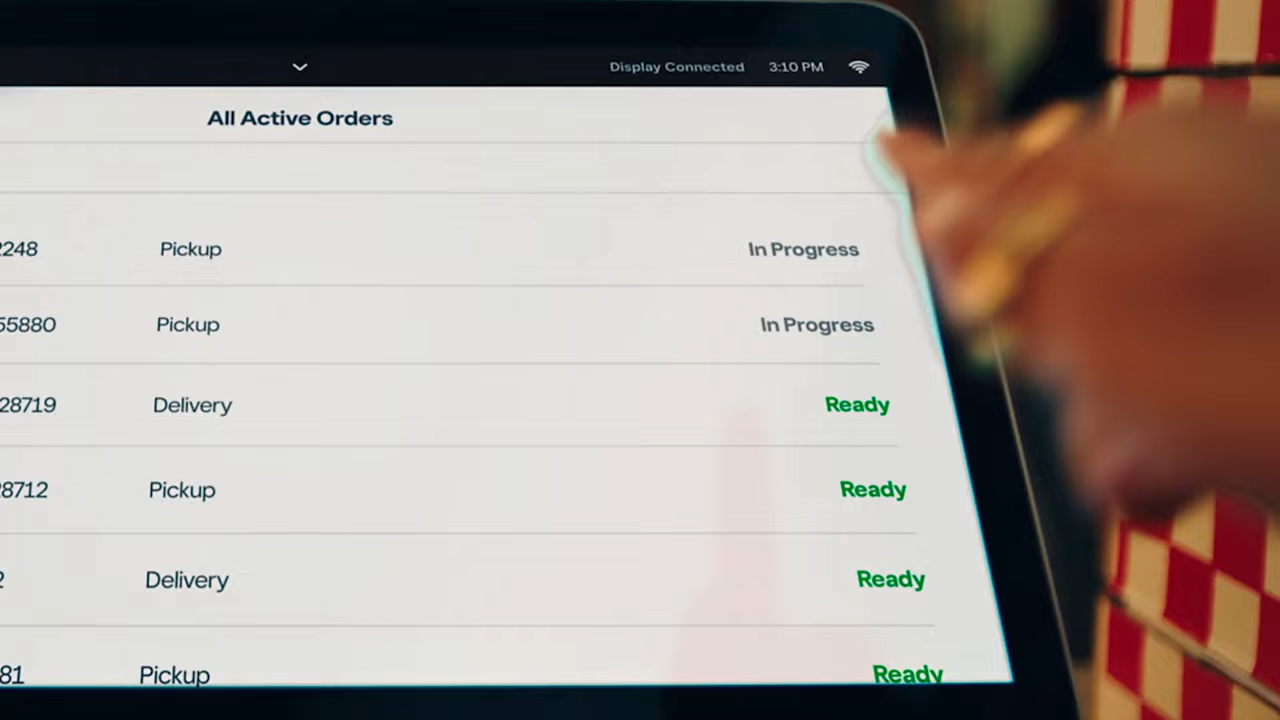 Display Connected 3:10 PM
All Active Orders
2248 Pickup In Progress
55880 Pickup In Progress
28719 Delivery Ready
28712 Pickup Ready
2 Delivery Ready
81 Pickup Ready